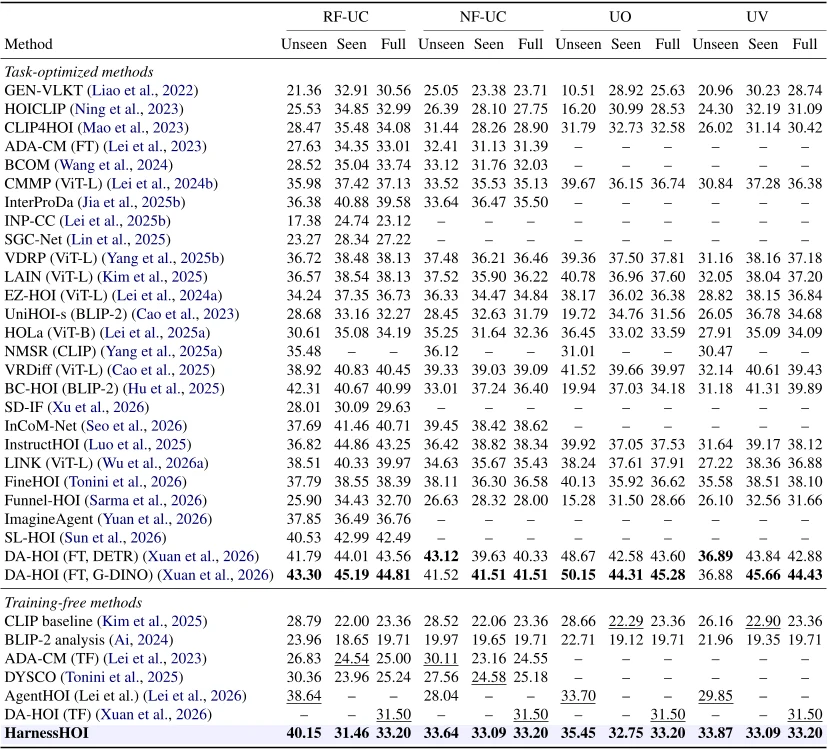 RF-UC NF-UC UO UV
Method Unseen Seen Full Unseen Seen Full Unseen Seen Full Unseen Seen Full
Task-optimized methods
GEN-VLKT (Liao et al., 2022) 21.36 32.91 30.56 25.05 23.38 23.71 10.51 28.92 25.63 20.96 30.23 28.74
HOICLIP (Ning et al., 2023) 25.53 34.85 32.99 26.39 28.10 27.75 16.20 30.99 28.53 24.30 32.19 31.09
CLIP4HOI (Mao et al., 2023) 28.47 35.48 34.08 31.44 28.26 28.90 31.79 32.73 32.58 26.02 31.14 30.42
ADA-CM (FT) (Lei et al., 2023) 27.63 34.35 33.01 32.41 31.13 31.39 – – – – – –
BCOM (Wang et al., 2024) 28.52 35.04 33.74 33.12 31.76 32.03 – – – – – –
CMMP (ViT-L) (Lei et al., 2024b) 35.98 37.42 37.13 33.52 35.53 35.13 39.67 36.15 36.74 30.84 37.28 36.38
InterProDa (Jia et al., 2025b) 36.38 40.88 39.58 33.64 36.47 35.50 – – – – – –
INP-CC (Lei et al., 2025b) 17.38 24.74 23.12 – – – – – – – – –
SGC-Net (Lin et al., 2025) 23.27 28.34 27.22 – – – – – – – – –
VDRP (ViT-L) (Yang et al., 2025b) 36.72 38.48 38.13 37.48 36.21 36.46 39.36 37.50 37.81 31.16 38.16 37.18
LAIN (ViT-L) (Kim et al., 2025) 36.57 38.54 38.13 37.52 35.90 36.22 40.78 36.96 37.60 32.05 38.04 37.20
EZ-HOI (ViT-L) (Lei et al., 2024a) 34.24 37.35 36.73 36.33 34.47 34.84 38.17 36.02 36.38 28.82 38.15 36.84
UniHOI-s (BLIP-2) (Cao et al., 2023) 28.68 33.16 32.27 28.45 32.63 31.79 19.72 34.76 31.56 26.05 36.78 34.68
HOLa (ViT-B) (Lei et al., 2025a) 30.61 35.08 34.19 35.25 31.64 32.36 36.45 33.02 33.59 27.91 35.09 34.09
NMSR (CLIP) (Yang et al., 2025a) 35.48 – – 36.12 – – 31.01 – – 30.47 – –
VRDiff (ViT-L) (Cao et al., 2025) 38.92 40.83 40.45 39.33 39.03 39.09 41.52 39.66 39.97 32.14 40.61 39.43
BC-HOI (BLIP-2) (Hu et al., 2025) 42.31 40.67 40.99 33.01 37.24 36.40 19.94 37.03 34.18 31.18 41.31 39.89
SD-IF (Xu et al., 2026) 28.01 30.09 29.63 – – – – – – – – –
InCoM-Net (Seo et al., 2026) 37.69 41.46 40.71 39.45 38.42 38.62 – – – – – –
InstructHOI (Luo et al., 2025) 36.82 44.86 43.25 36.42 38.82 38.34 39.92 37.05 37.53 31.64 39.17 38.12
LINK (ViT-L) (Wu et al., 2026a) 38.51 40.33 39.97 34.63 35.67 35.43 38.24 37.61 37.91 27.22 38.36 36.88
FineHOI (Tonini et al., 2026) 37.79 38.55 38.39 38.11 36.30 36.58 40.13 35.92 36.62 35.58 38.51 38.10
Funnel-HOI (Sarma et al., 2026) 25.90 34.43 32.70 26.63 28.32 28.00 15.28 31.50 28.66 26.10 32.56 31.66
ImagineAgent (Yuan et al., 2026) 37.85 36.49 36.76 – – – – – – – – –
SL-HOI (Sun et al., 2026) 40.53 42.99 42.49 – – – – – – – – –
DA-HOI (FT, DETR) (Xuan et al., 2026) 41.79 44.01 43.56 43.12 39.63 40.33 48.67 42.58 43.60 36.89 43.84 42.88
DA-HOI (FT, G-DINO) (Xuan et al., 2026) 43.30 45.19 44.81 41.52 41.51 41.51 50.15 44.31 45.28 36.88 45.66 44.43
Training-free methods
CLIP baseline (Kim et al., 2025) 28.79 22.00 23.36 28.52 22.06 23.36 28.66 22.29 23.36 26.16 22.90 23.36
BLIP-2 analysis (Ai, 2024) 23.96 18.65 19.71 19.97 19.65 19.71 22.71 19.12 19.71 21.96 19.35 19.71
ADA-CM (TF) (Lei et al., 2023) 26.83 24.54 25.00 30.11 23.16 24.55 – – – – – –
DYSCO (Tonini et al., 2025) 30.36 23.96 25.24 27.56 24.58 25.18 – – – – – –
AgentHOI (Lei et al.) (Lei et al., 2026) 38.64 – – 28.04 – – 33.70 – – 29.85 – –
DA-HOI (TF) (Xuan et al., 2026) – – 31.50 – – 31.50 – – 31.50 – – 31.50
HarnessHOI 40.15 31.46 33.20 33.64 33.09 33.20 35.45 32.75 33.20 33.87 33.09 33.20